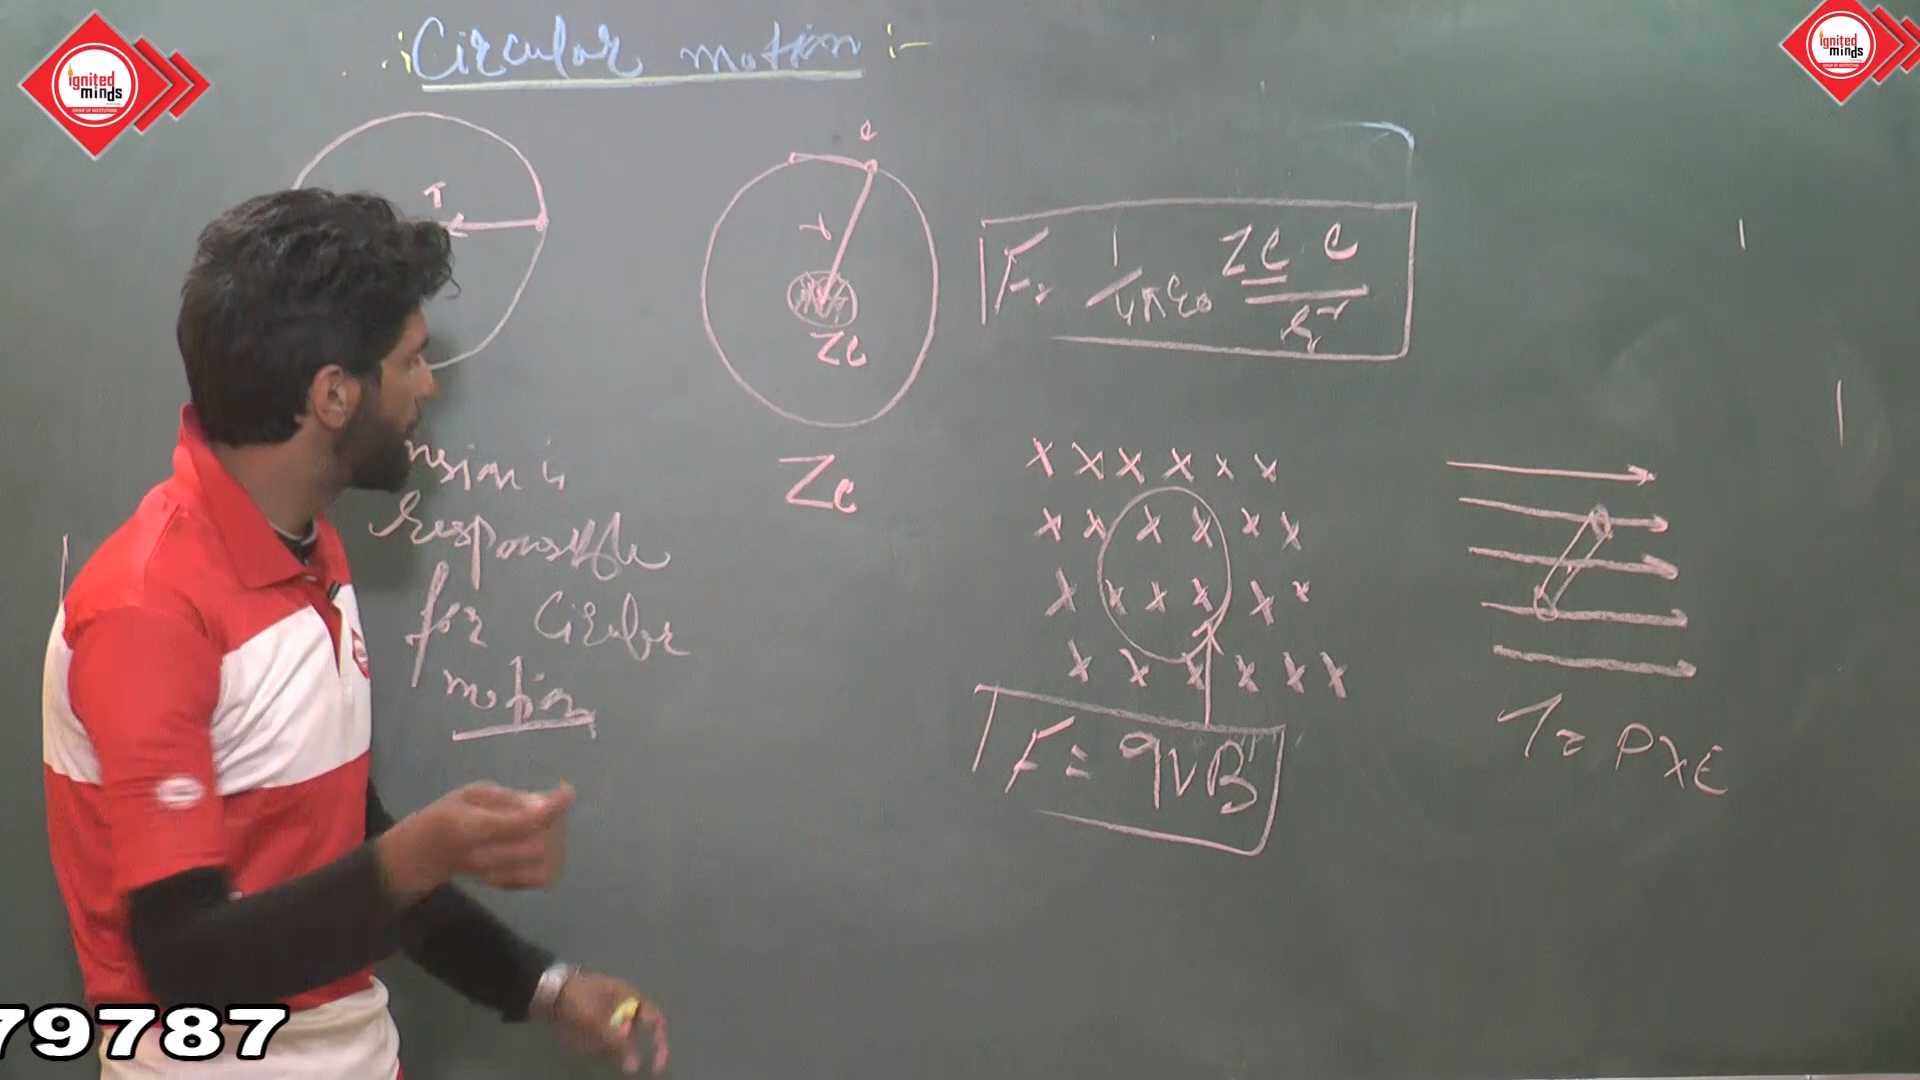 ignited
minds
Circular motion :-
ignited
minds
T
e
r
Ze
F = 1/4πε₀ Ze e/r²
nsion is
responsible
for Circular
motion
Ze
x x x x x x
x x x x x x
x x x x x x
x x x x x x
F = qVB
τ = P×E
79787